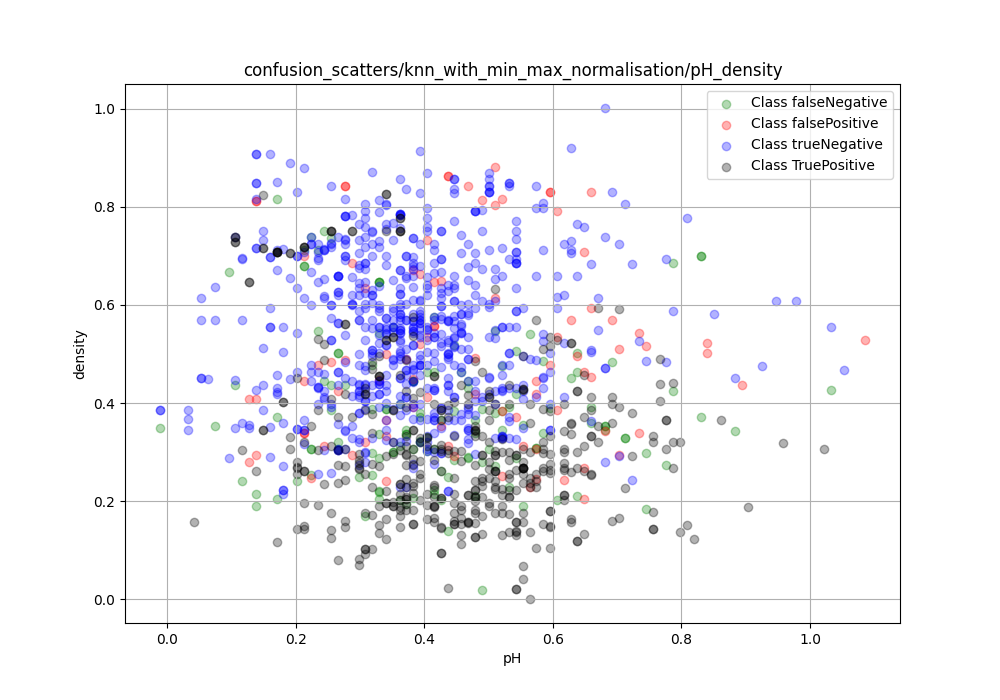 confusion_scatters/knn_with_min_max_normalisation/pH_density
Class falseNegative
Class falsePositive
Class trueNegative
Class TruePositive
density
1.0
0.8
0.6
0.4
0.2
0.0
0.0 0.2 0.4 0.6 0.8 1.0
pH